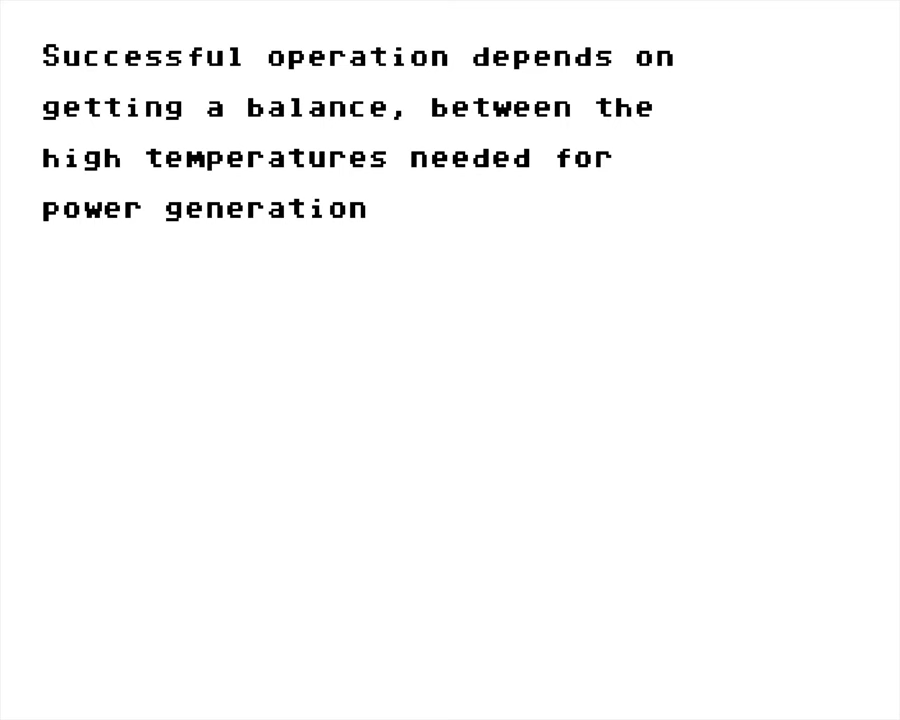 Successful operation depends on
getting a balance, between the
high temperatures needed for
power generation